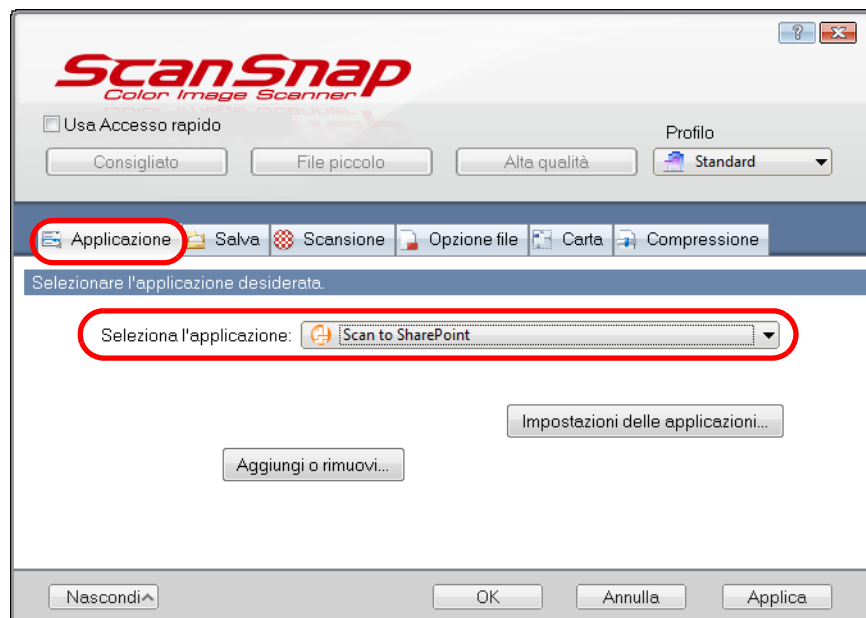 ScanSnap
Color Image Scanner
Usa Accesso rapido
Profilo
Consigliato File piccolo Alta qualità Standard
Applicazione Salva Scansione Opzione file Carta Compressione
Selezionare l'applicazione desiderata.
Seleziona l'applicazione: Scan to SharePoint
Impostazioni delle applicazioni...
Aggiungi o rimuovi...
Nascondi OK Annulla Applica